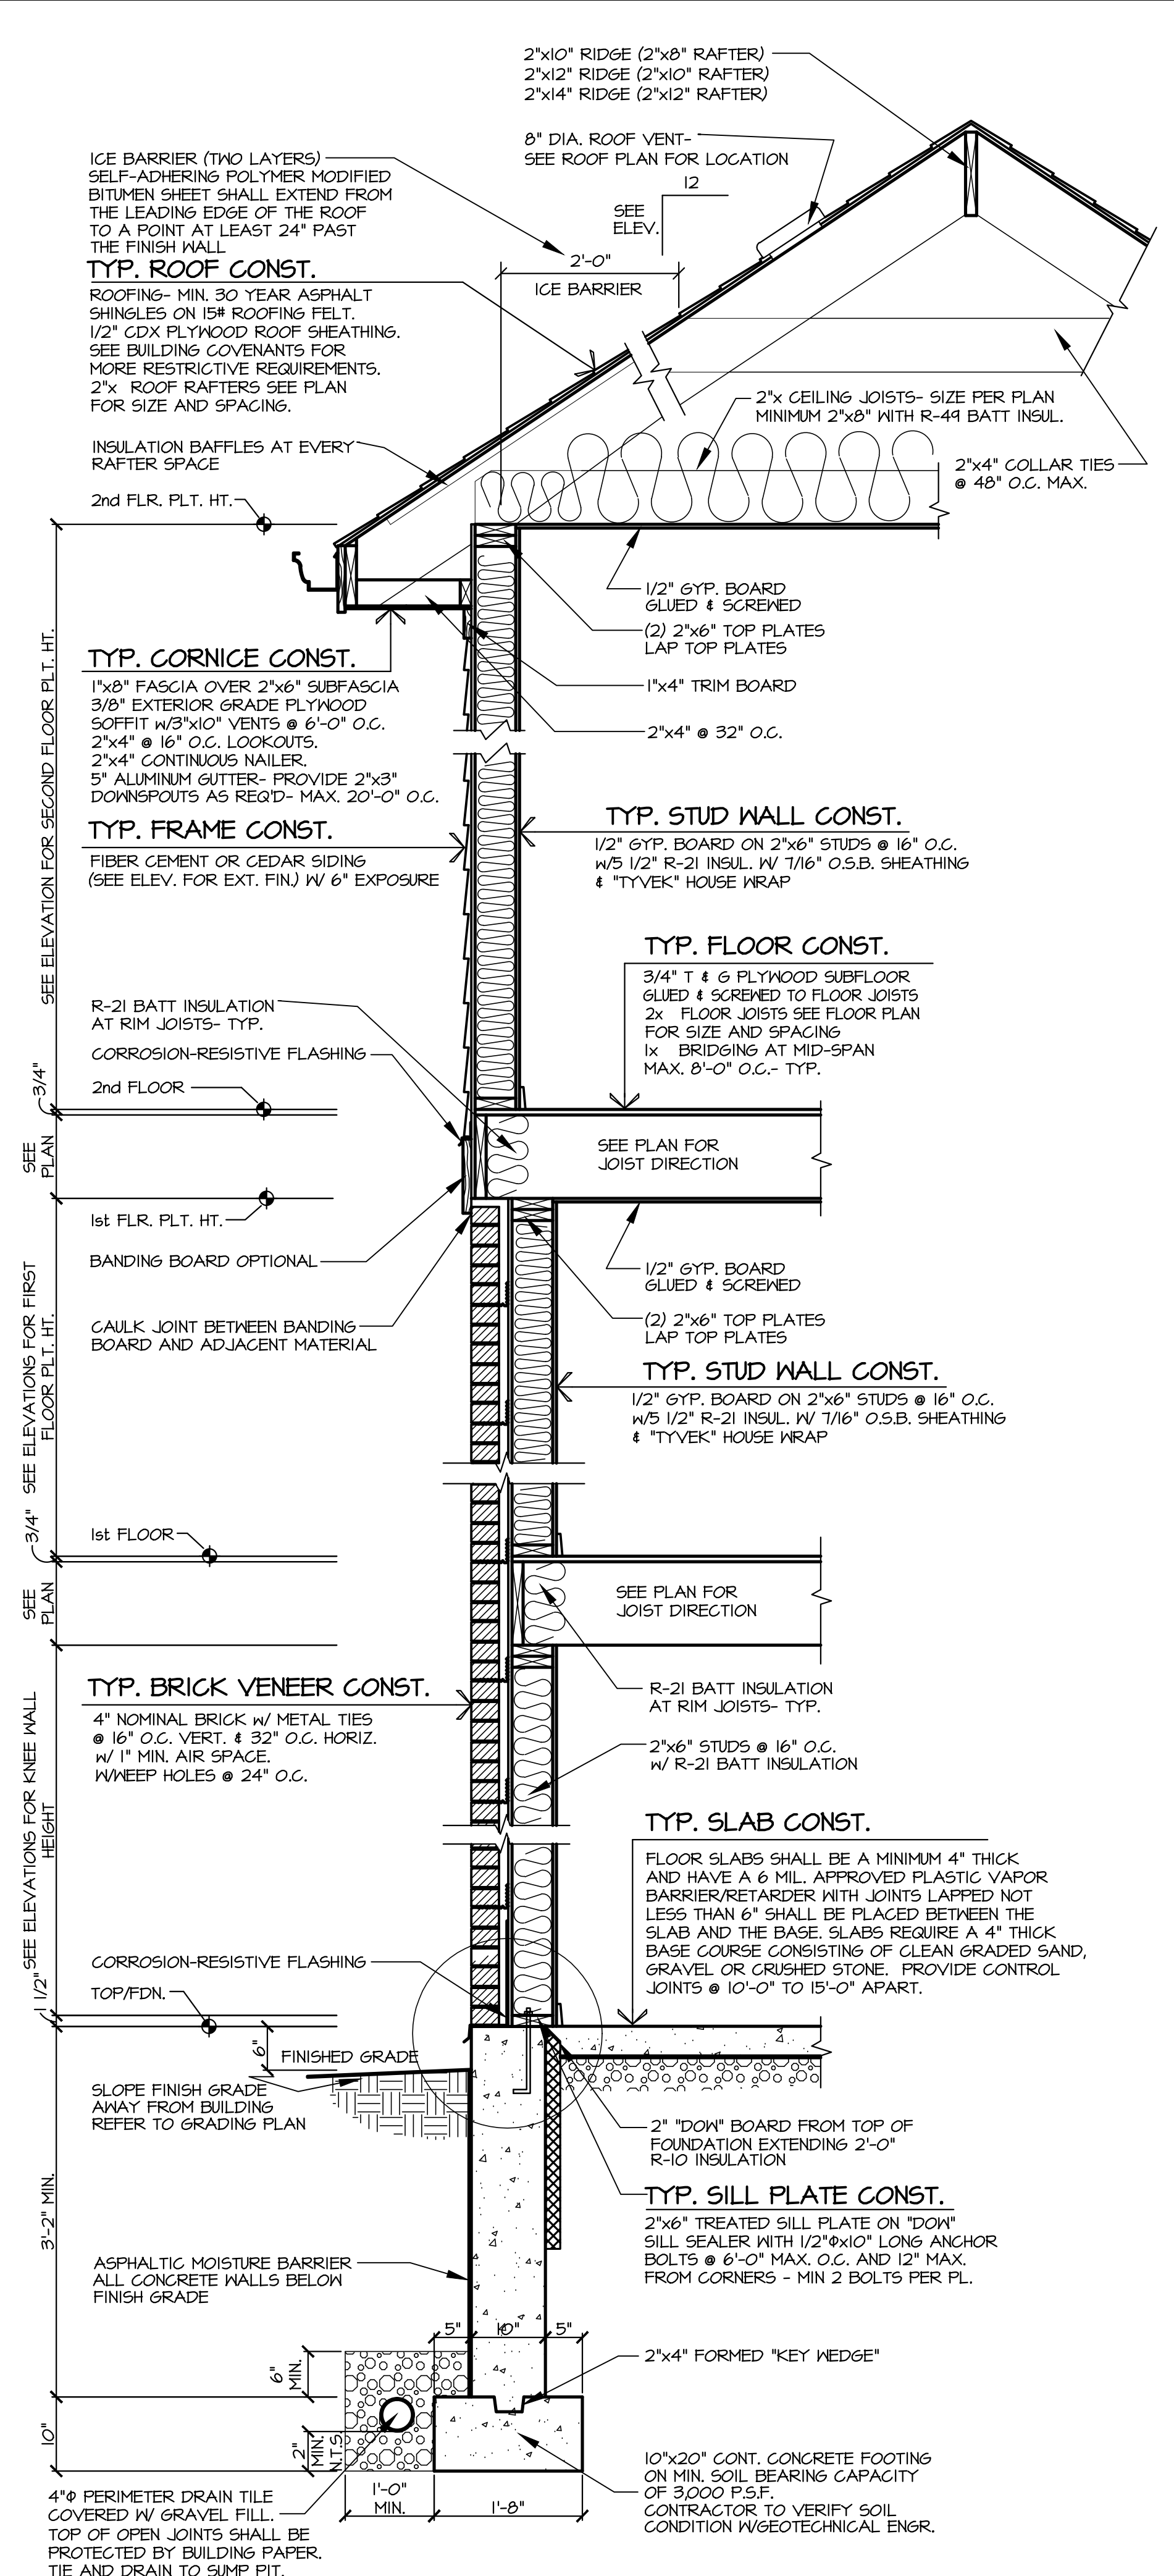 2"x10" RIDGE (2"x8" RAFTER)
2"x12" RIDGE (2"x10" RAFTER)
2"x14" RIDGE (2"x12" RAFTER)
8" DIA. ROOF VENT-
SEE ROOF PLAN FOR LOCATION
12
SEE
ELEV.
2'-0"
ICE BARRIER
ICE BARRIER (TWO LAYERS)
SELF-ADHERING POLYMER MODIFIED
BITUMEN SHEET SHALL EXTEND FROM
THE LEADING EDGE OF THE ROOF
TO A POINT AT LEAST 24" PAST
THE FINISH WALL
TYP. ROOF CONST.
ROOFING- MIN. 30 YEAR ASPHALT
SHINGLES ON 15# ROOFING FELT.
1/2" CDX PLYWOOD ROOF SHEATHING.
SEE BUILDING COVENANTS FOR
MORE RESTRICTIVE REQUIREMENTS.
2"x ROOF RAFTERS SEE PLAN
FOR SIZE AND SPACING.
2"x CEILING JOISTS- SIZE PER PLAN
MINIMUM 2"x8" WITH R-49 BATT INSUL.
INSULATION BAFFLES AT EVERY
RAFTER SPACE
2"x4" COLLAR TIES
@ 48" O.C. MAX.
2nd FLR. PLT. HT.
1/2" GYP. BOARD
GLUED & SCREWED
(2) 2"x6" TOP PLATES
LAP TOP PLATES
1"x4" TRIM BOARD
2"x4" @ 32" O.C.
TYP. CORNICE CONST.
1"x8" FASCIA OVER 2"x6" SUBFASCIA
3/8" EXTERIOR GRADE PLYWOOD
SOFFIT w/3"x10" VENTS @ 6'-0" O.C.
2"x4" @ 16" O.C. LOOKOUTS.
2"x4" CONTINUOUS NAILER.
5" ALUMINUM GUTTER- PROVIDE 2"x3"
DOWNSPOUTS AS REQ'D- MAX. 20'-0" O.C.
SEE ELEVATION FOR SECOND FLOOR PLT. HT.
TYP. FRAME CONST.
FIBER CEMENT OR CEDAR SIDING
(SEE ELEV. FOR EXT. FIN.) W/ 6" EXPOSURE
TYP. STUD WALL CONST.
1/2" GYP. BOARD ON 2"x6" STUDS @ 16" O.C.
w/5 1/2" R-21 INSUL. W/ 7/16" O.S.B. SHEATHING
& "TYVEK" HOUSE WRAP
TYP. FLOOR CONST.
3/4" T & G PLYWOOD SUBFLOOR
GLUED & SCREWED TO FLOOR JOISTS
2x FLOOR JOISTS SEE FLOOR PLAN
FOR SIZE AND SPACING
1x BRIDGING AT MID-SPAN
MAX. 8'-0" O.C.- TYP.
R-21 BATT INSULATION
AT RIM JOISTS- TYP.
CORROSION-RESISTIVE FLASHING
2nd FLOOR
3/4"
SEE
PLAN
SEE PLAN FOR
JOIST DIRECTION
1st FLR. PLT. HT.
BANDING BOARD OPTIONAL
1/2" GYP. BOARD
GLUED & SCREWED
(2) 2"x6" TOP PLATES
LAP TOP PLATES
CAULK JOINT BETWEEN BANDING
BOARD AND ADJACENT MATERIAL
SEE ELEVATIONS FOR FIRST
FLOOR PLT. HT.
TYP. STUD WALL CONST.
1/2" GYP. BOARD ON 2"x6" STUDS @ 16" O.C.
w/5 1/2" R-21 INSUL. W/ 7/16" O.S.B. SHEATHING
& "TYVEK" HOUSE WRAP
1st FLOOR
3/4"
SEE
PLAN
SEE PLAN FOR
JOIST DIRECTION
TYP. BRICK VENEER CONST.
4" NOMINAL BRICK w/ METAL TIES
@ 16" O.C. VERT. & 32" O.C. HORIZ.
w/ 1" MIN. AIR SPACE.
W/WEEP HOLES @ 24" O.C.
R-21 BATT INSULATION
AT RIM JOISTS- TYP.
2"x6" STUDS @ 16" O.C.
w/ R-21 BATT INSULATION
SEE ELEVATIONS FOR KNEE WALL
HEIGHT
TYP. SLAB CONST.
FLOOR SLABS SHALL BE A MINIMUM 4" THICK
AND HAVE A 6 MIL. APPROVED PLASTIC VAPOR
BARRIER/RETARDER WITH JOINTS LAPPED NOT
LESS THAN 6" SHALL BE PLACED BETWEEN THE
SLAB AND THE BASE. SLABS REQUIRE A 4" THICK
BASE COURSE CONSISTING OF CLEAN GRADED SAND,
GRAVEL OR CRUSHED STONE. PROVIDE CONTROL
JOINTS @ 10'-0" TO 15'-0" APART.
CORROSION-RESISTIVE FLASHING
1 1/2"
TOP/FDN.
6"
FINISHED GRADE
SLOPE FINISH GRADE
AWAY FROM BUILDING
REFER TO GRADING PLAN
2" "DOW" BOARD FROM TOP OF
FOUNDATION EXTENDING 2'-0"
R-10 INSULATION
TYP. SILL PLATE CONST.
2"x6" TREATED SILL PLATE ON "DOW"
SILL SEALER WITH 1/2"Φx10" LONG ANCHOR
BOLTS @ 6'-0" MAX. O.C. AND 12" MAX.
FROM CORNERS - MIN 2 BOLTS PER PL.
3'-2" MIN.
ASPHALTIC MOISTURE BARRIER
ALL CONCRETE WALLS BELOW
FINISH GRADE
5"
10"
5"
2"x4" FORMED "KEY WEDGE"
6"
MIN.
10"
2"
MIN.
N.T.S.
1'-0"
MIN.
1'-8"
10"x20" CONT. CONCRETE FOOTING
ON MIN. SOIL BEARING CAPACITY
OF 3,000 P.S.F.
CONTRACTOR TO VERIFY SOIL
CONDITION W/GEOTECHNICAL ENGR.
4"Φ PERIMETER DRAIN TILE
COVERED W/ GRAVEL FILL.
TOP OF OPEN JOINTS SHALL BE
PROTECTED BY BUILDING PAPER.
TIE AND DRAIN TO SUMP PIT.